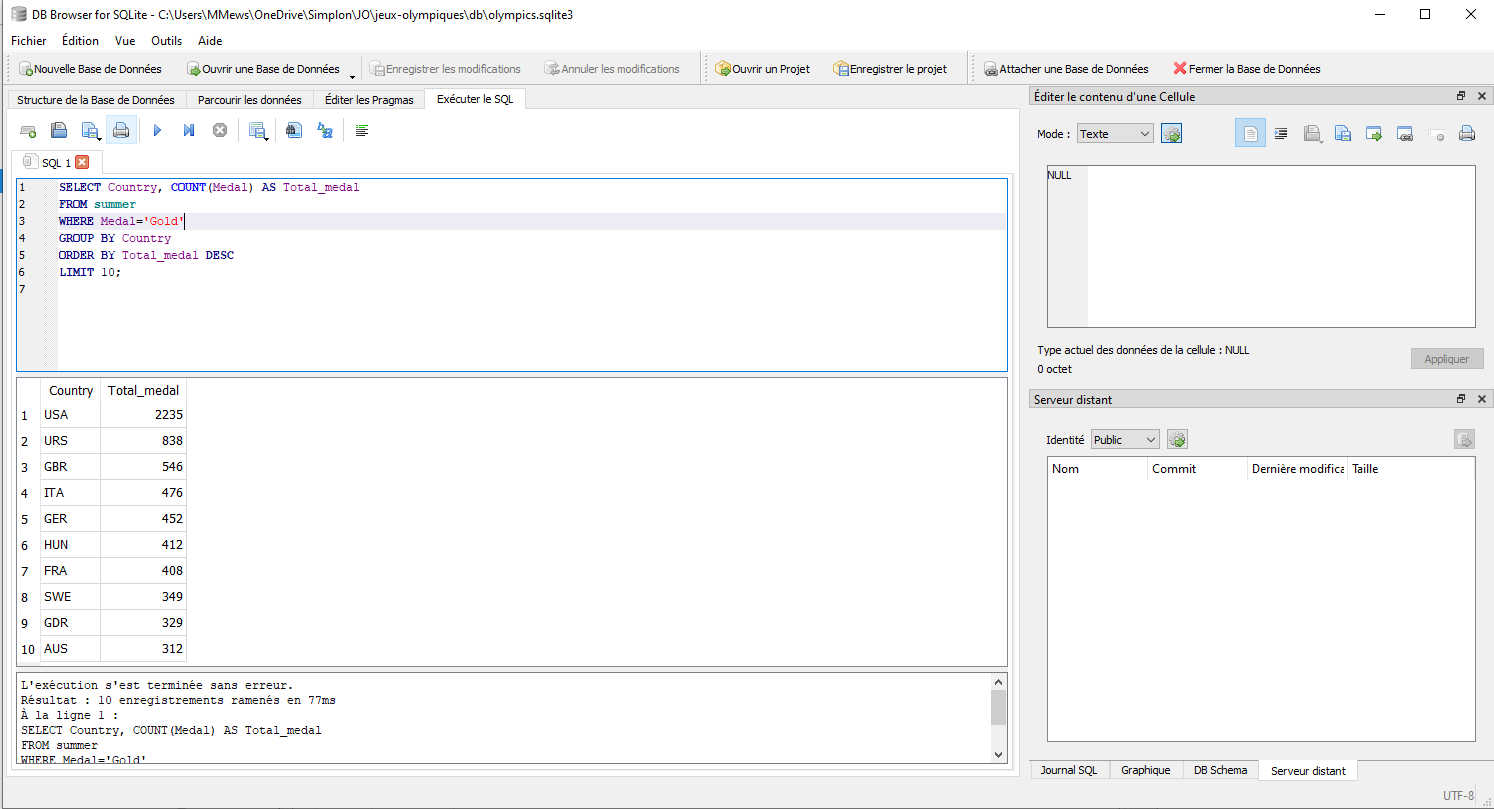 DB Browser for SQLite - C:\Users\MMews\OneDrive\Simplon\JO\jeux-olympiques\db\olympics.sqlite3
Fichier Édition Vue Outils Aide
Nouvelle Base de Données Ouvrir une Base de Données Enregistrer les modifications Annuler les modifications Ouvrir un Projet Enregistrer le projet Attacher une Base de Données Fermer la Base de Données
Structure de la Base de Données Parcourir les données Éditer les Pragmas Exécuter le SQL
SQL 1
1 SELECT Country, COUNT(Medal) AS Total_medal
2 FROM summer
3 WHERE Medal='Gold'
4 GROUP BY Country
5 ORDER BY Total_medal DESC
6 LIMIT 10;
7
Country Total_medal
1 USA 2235
2 URS 838
3 GBR 546
4 ITA 476
5 GER 452
6 HUN 412
7 FRA 408
8 SWE 349
9 GDR 329
10 AUS 312
L'exécution s'est terminée sans erreur.
Résultat : 10 enregistrements ramenés en 77ms
À la ligne 1 :
SELECT Country, COUNT(Medal) AS Total_medal
FROM summer
WHERE Medal='Gold'
Éditer le contenu d'une Cellule
Mode : Texte
NULL
Type actuel des données de la cellule : NULL
0 octet
Appliquer
Serveur distant
Identité Public
Nom Commit Dernière modifica Taille
Journal SQL Graphique DB Schema Serveur distant
UTF-8